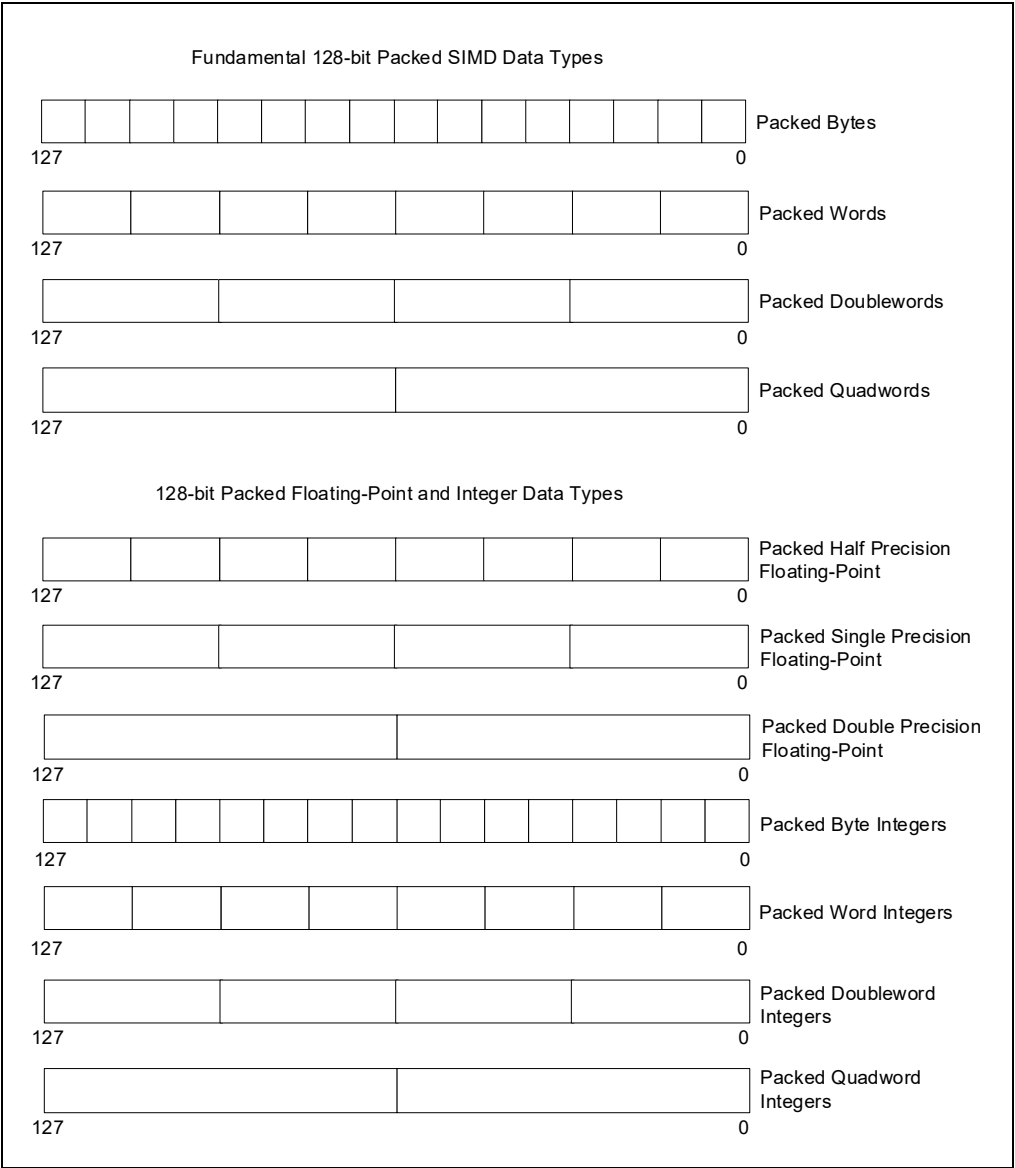 Fundamental 128-bit Packed SIMD Data Types
Packed Bytes
127 0
Packed Words
127 0
Packed Doublewords
127 0
Packed Quadwords
127 0
128-bit Packed Floating-Point and Integer Data Types
Packed Half Precision
Floating-Point
127 0
Packed Single Precision
Floating-Point
127 0
Packed Double Precision
Floating-Point
127 0
Packed Byte Integers
127 0
Packed Word Integers
127 0
Packed Doubleword
Integers
127 0
Packed Quadword
Integers
127 0